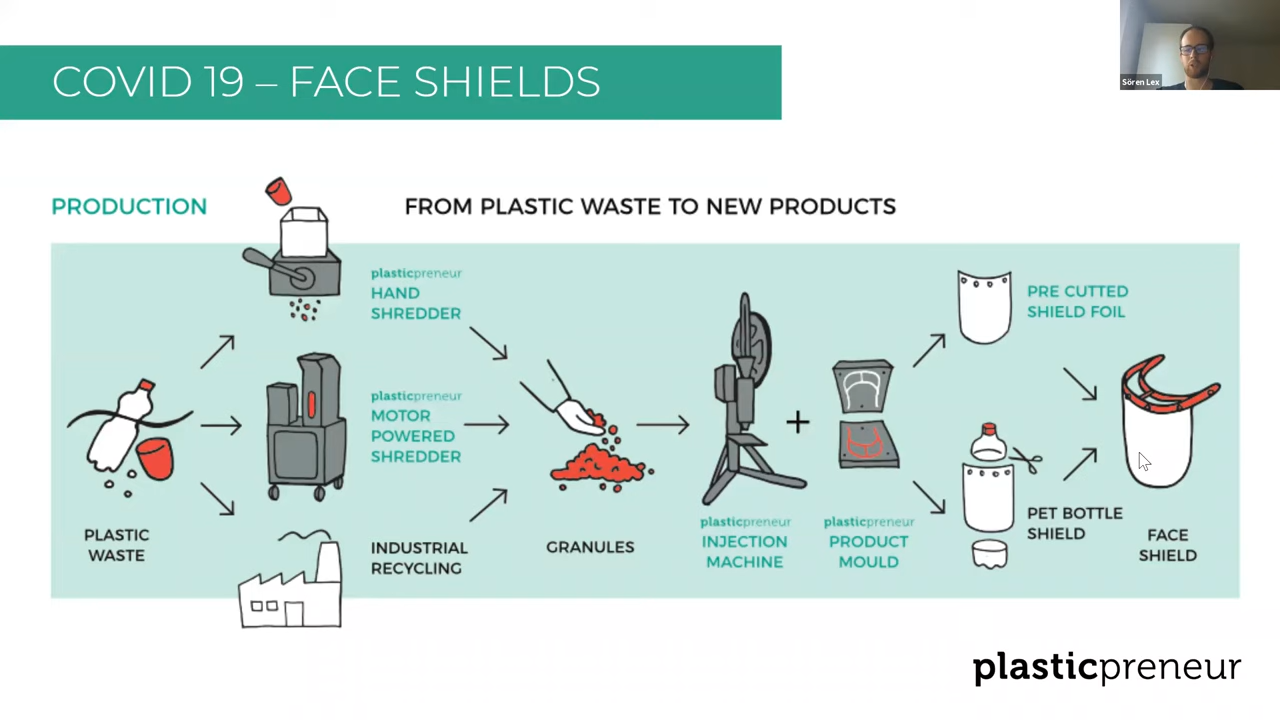 COVID 19 – FACE SHIELDS
Sören Lex
PRODUCTION
FROM PLASTIC WASTE TO NEW PRODUCTS
PLASTIC
WASTE
plasticpreneur
HAND
SHREDDER
plasticpreneur
MOTOR
POWERED
SHREDDER
INDUSTRIAL
RECYCLING
GRANULES
plasticpreneur
INJECTION
MACHINE
+
plasticpreneur
PRODUCT
MOULD
PRE CUTTED
SHIELD FOIL
PET BOTTLE
SHIELD
FACE
SHIELD
plasticpreneur